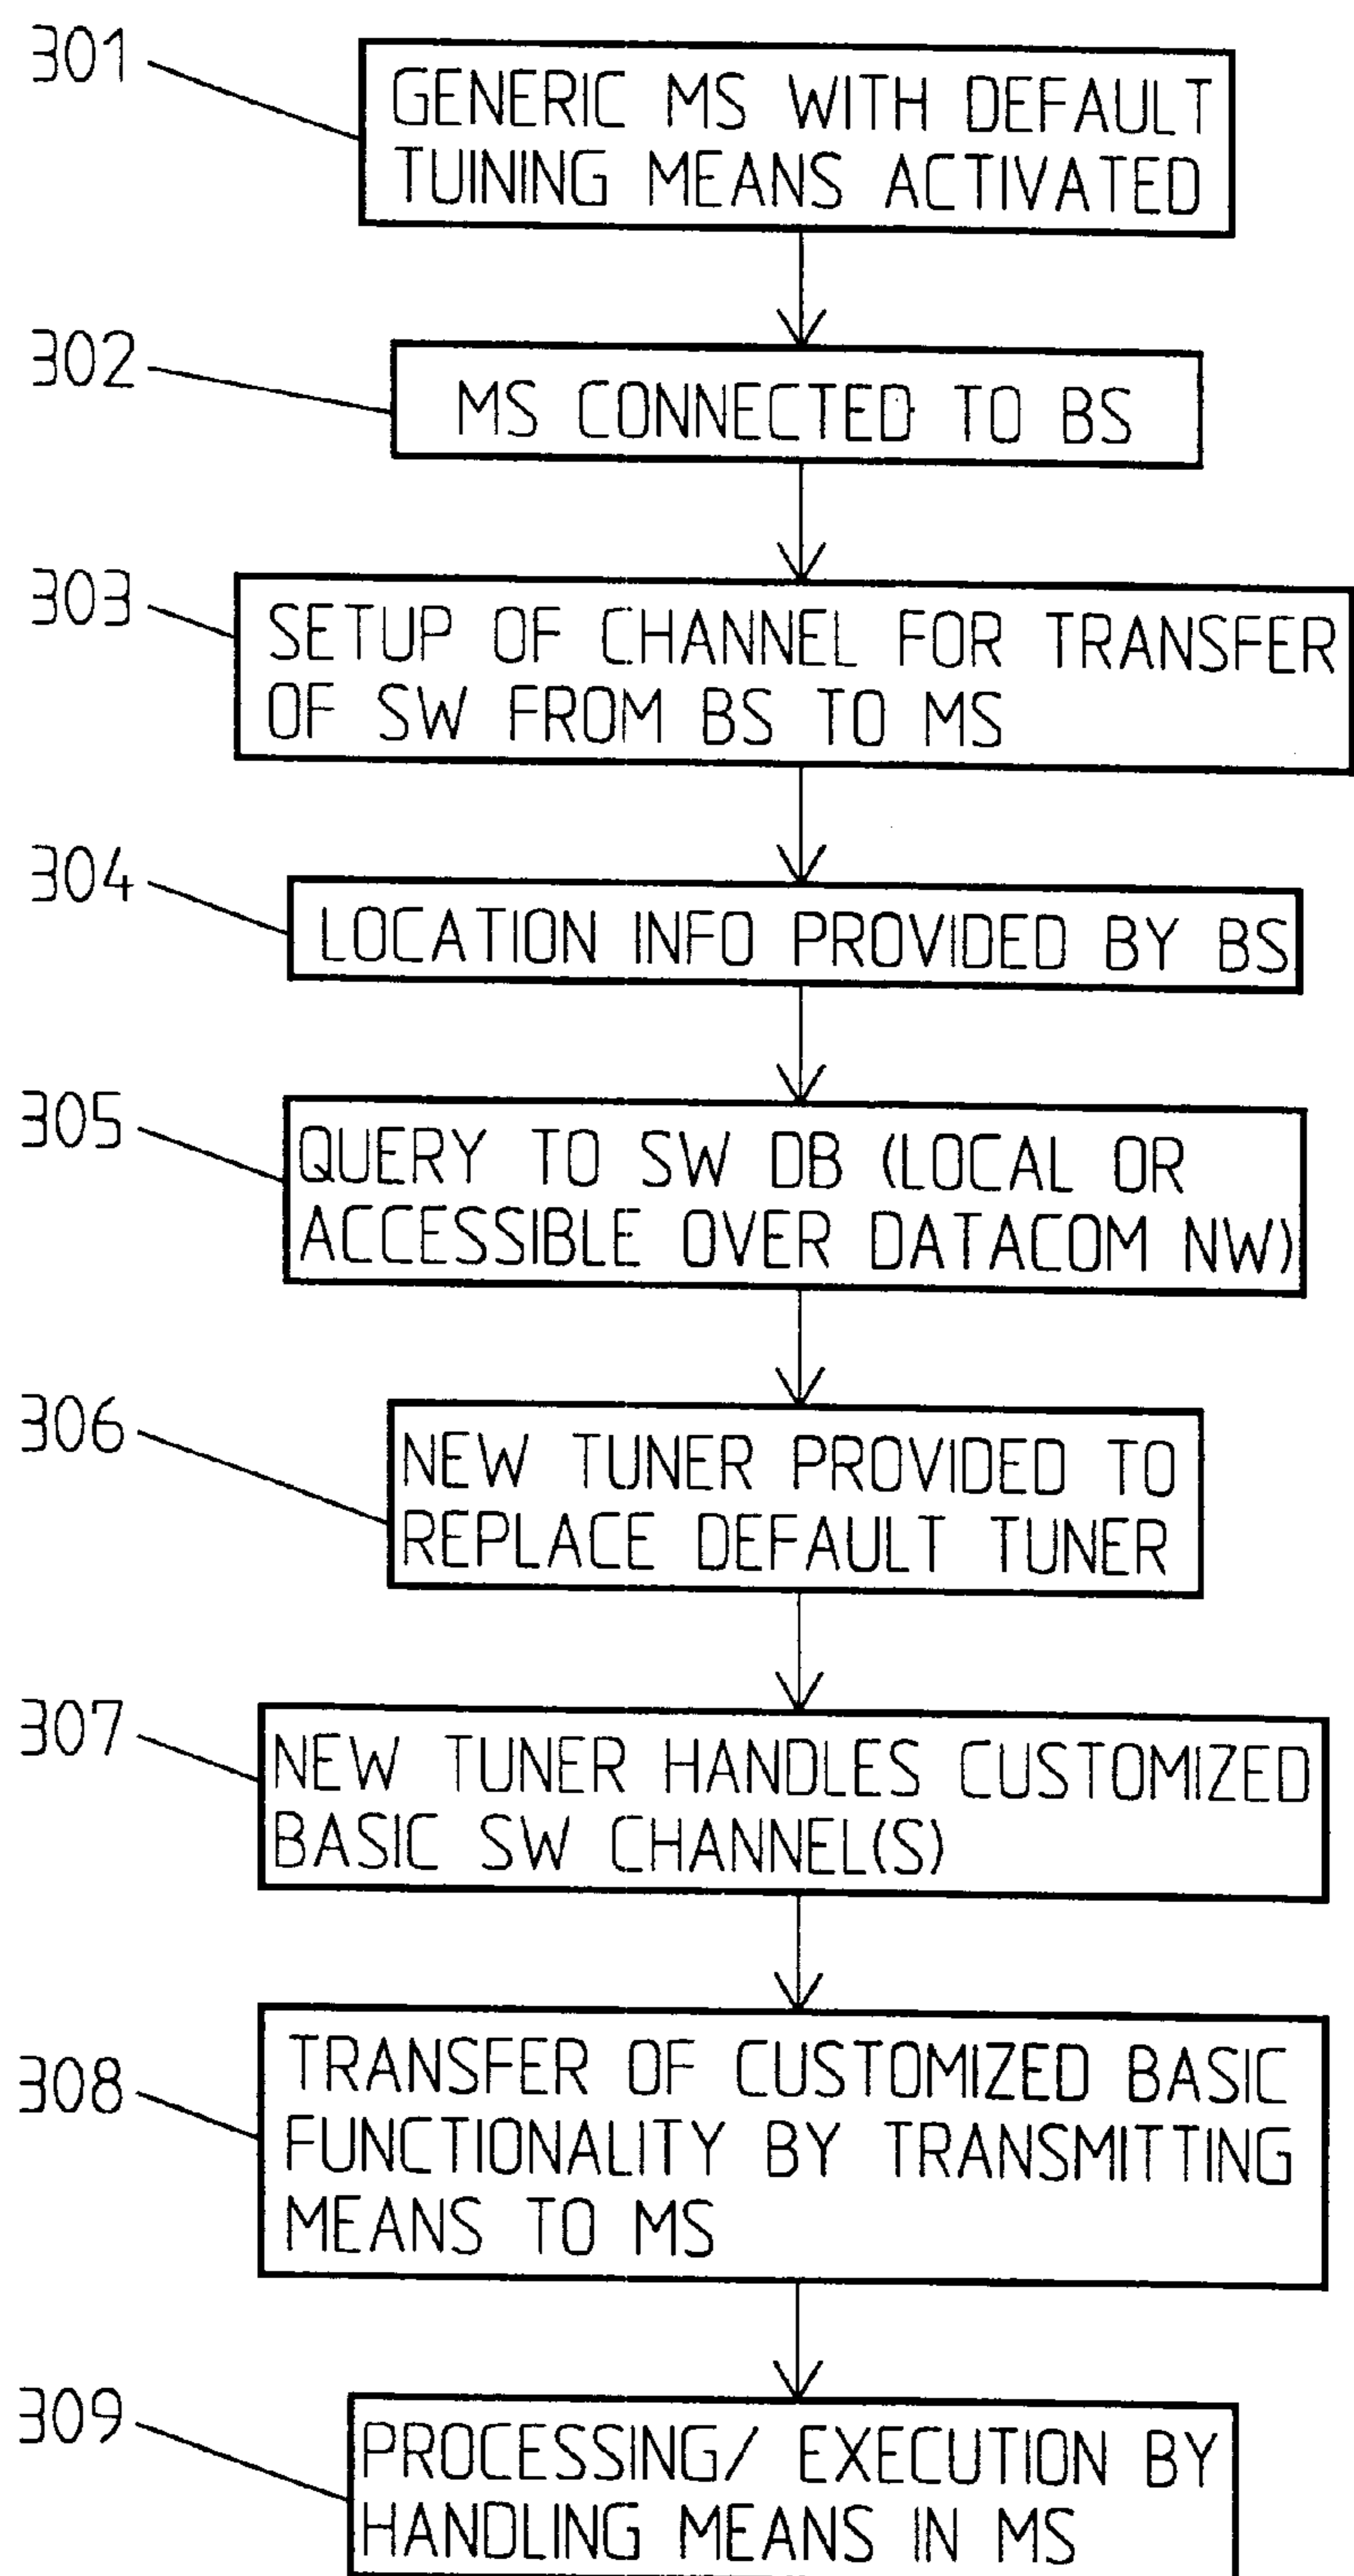 301
GENERIC MS WITH DEFAULT
TUINING MEANS ACTIVATED
302
MS CONNECTED TO BS
303
SETUP OF CHANNEL FOR TRANSFER
OF SW FROM BS TO MS
304
LOCATION INFO PROVIDED BY BS
305
QUERY TO SW DB (LOCAL OR
ACCESSIBLE OVER DATACOM NW)
306
NEW TUNER PROVIDED TO
REPLACE DEFAULT TUNER
307
NEW TUNER HANDLES CUSTOMIZED
BASIC SW CHANNEL(S)
308
TRANSFER OF CUSTOMIZED BASIC
FUNCTIONALITY BY TRANSMITTING
MEANS TO MS
309
PROCESSING/ EXECUTION BY
HANDLING MEANS IN MS